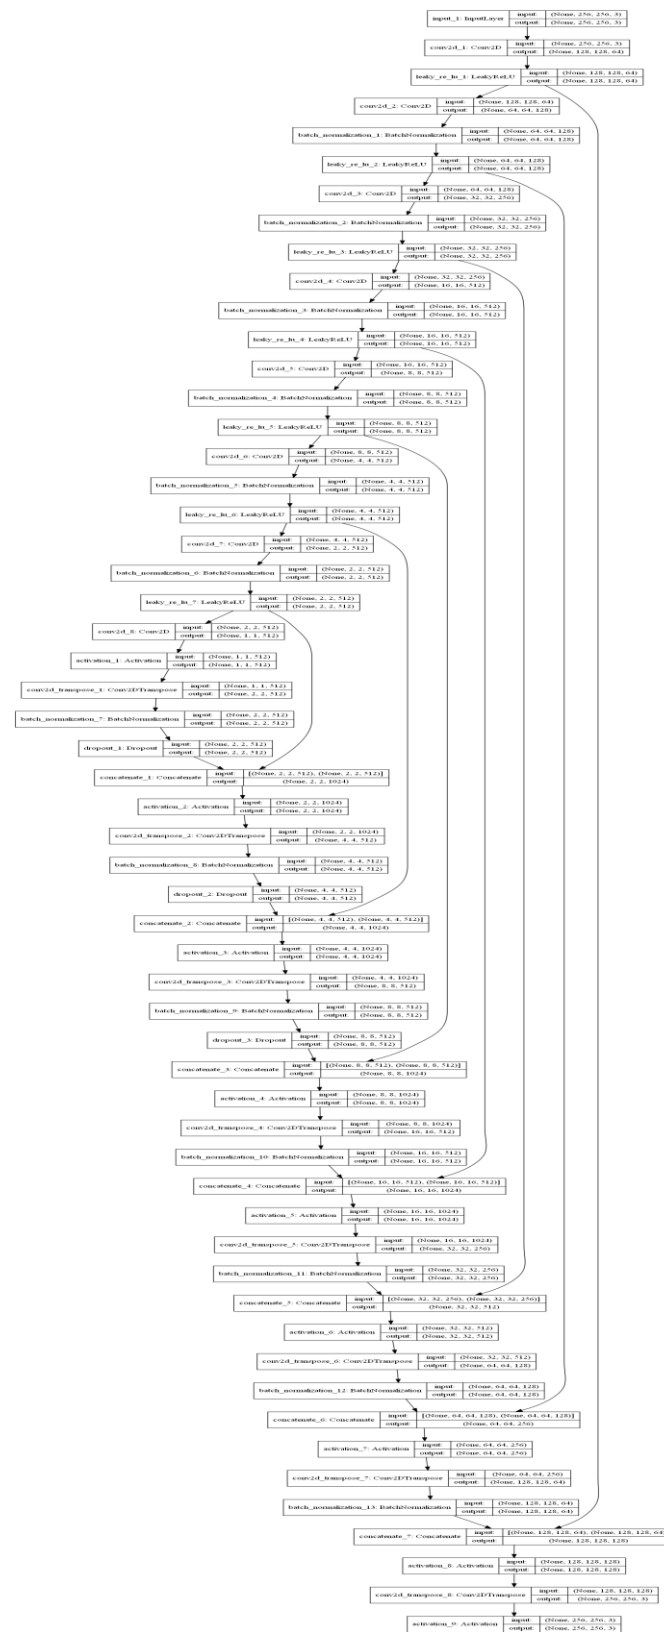 input_1: InputLayer input: (None, 256, 256, 3)
output: (None, 256, 256, 3)
conv2d_1: Conv2D input: (None, 256, 256, 3)
output: (None, 128, 128, 64)
leaky_re_lu_1: LeakyReLU input: (None, 128, 128, 64)
output: (None, 128, 128, 64)
conv2d_2: Conv2D input: (None, 128, 128, 64)
output: (None, 64, 64, 128)
batch_normalization_1: BatchNormalization input: (None, 64, 64, 128)
output: (None, 64, 64, 128)
leaky_re_lu_2: LeakyReLU input: (None, 64, 64, 128)
output: (None, 64, 64, 128)
conv2d_3: Conv2D input: (None, 64, 64, 128)
output: (None, 32, 32, 256)
batch_normalization_2: BatchNormalization input: (None, 32, 32, 256)
output: (None, 32, 32, 256)
leaky_re_lu_3: LeakyReLU input: (None, 32, 32, 256)
output: (None, 32, 32, 256)
conv2d_4: Conv2D input: (None, 32, 32, 256)
output: (None, 16, 16, 512)
batch_normalization_3: BatchNormalization input: (None, 16, 16, 512)
output: (None, 16, 16, 512)
leaky_re_lu_4: LeakyReLU input: (None, 16, 16, 512)
output: (None, 16, 16, 512)
conv2d_5: Conv2D input: (None, 16, 16, 512)
output: (None, 8, 8, 512)
batch_normalization_4: BatchNormalization input: (None, 8, 8, 512)
output: (None, 8, 8, 512)
leaky_re_lu_5: LeakyReLU input: (None, 8, 8, 512)
output: (None, 8, 8, 512)
conv2d_6: Conv2D input: (None, 8, 8, 512)
output: (None, 4, 4, 512)
batch_normalization_5: BatchNormalization input: (None, 4, 4, 512)
output: (None, 4, 4, 512)
leaky_re_lu_6: LeakyReLU input: (None, 4, 4, 512)
output: (None, 4, 4, 512)
conv2d_7: Conv2D input: (None, 4, 4, 512)
output: (None, 2, 2, 512)
batch_normalization_6: BatchNormalization input: (None, 2, 2, 512)
output: (None, 2, 2, 512)
leaky_re_lu_7: LeakyReLU input: (None, 2, 2, 512)
output: (None, 2, 2, 512)
conv2d_8: Conv2D input: (None, 2, 2, 512)
output: (None, 1, 1, 512)
activation_1: Activation input: (None, 1, 1, 512)
output: (None, 1, 1, 512)
conv2d_transpose_1: Conv2DTranspose input: (None, 1, 1, 512)
output: (None, 2, 2, 512)
batch_normalization_7: BatchNormalization input: (None, 2, 2, 512)
output: (None, 2, 2, 512)
dropout_1: Dropout input: (None, 2, 2, 512)
output: (None, 2, 2, 512)
concatenate_1: Concatenate input: [(None, 2, 2, 512), (None, 2, 2, 512)]
output: (None, 2, 2, 1024)
activation_2: Activation input: (None, 2, 2, 1024)
output: (None, 2, 2, 1024)
conv2d_transpose_2: Conv2DTranspose input: (None, 2, 2, 1024)
output: (None, 4, 4, 512)
batch_normalization_8: BatchNormalization input: (None, 4, 4, 512)
output: (None, 4, 4, 512)
dropout_2: Dropout input: (None, 4, 4, 512)
output: (None, 4, 4, 512)
concatenate_2: Concatenate input: [(None, 4, 4, 512), (None, 4, 4, 512)]
output: (None, 4, 4, 1024)
activation_3: Activation input: (None, 4, 4, 1024)
output: (None, 4, 4, 1024)
conv2d_transpose_3: Conv2DTranspose input: (None, 4, 4, 1024)
output: (None, 8, 8, 512)
batch_normalization_9: BatchNormalization input: (None, 8, 8, 512)
output: (None, 8, 8, 512)
dropout_3: Dropout input: (None, 8, 8, 512)
output: (None, 8, 8, 512)
concatenate_3: Concatenate input: [(None, 8, 8, 512), (None, 8, 8, 512)]
output: (None, 8, 8, 1024)
activation_4: Activation input: (None, 8, 8, 1024)
output: (None, 8, 8, 1024)
conv2d_transpose_4: Conv2DTranspose input: (None, 8, 8, 1024)
output: (None, 16, 16, 512)
batch_normalization_10: BatchNormalization input: (None, 16, 16, 512)
output: (None, 16, 16, 512)
concatenate_4: Concatenate input: [(None, 16, 16, 512), (None, 16, 16, 512)]
output: (None, 16, 16, 1024)
activation_5: Activation input: (None, 16, 16, 1024)
output: (None, 16, 16, 1024)
conv2d_transpose_5: Conv2DTranspose input: (None, 16, 16, 1024)
output: (None, 32, 32, 256)
batch_normalization_11: BatchNormalization input: (None, 32, 32, 256)
output: (None, 32, 32, 256)
concatenate_5: Concatenate input: [(None, 32, 32, 256), (None, 32, 32, 256)]
output: (None, 32, 32, 512)
activation_6: Activation input: (None, 32, 32, 512)
output: (None, 32, 32, 512)
conv2d_transpose_6: Conv2DTranspose input: (None, 32, 32, 512)
output: (None, 64, 64, 128)
batch_normalization_12: BatchNormalization input: (None, 64, 64, 128)
output: (None, 64, 64, 128)
concatenate_6: Concatenate input: [(None, 64, 64, 128), (None, 64, 64, 128)]
output: (None, 64, 64, 256)
activation_7: Activation input: (None, 64, 64, 256)
output: (None, 64, 64, 256)
conv2d_transpose_7: Conv2DTranspose input: (None, 64, 64, 256)
output: (None, 128, 128, 64)
batch_normalization_13: BatchNormalization input: (None, 128, 128, 64)
output: (None, 128, 128, 64)
concatenate_7: Concatenate input: [(None, 128, 128, 64), (None, 128, 128, 64)
output: (None, 128, 128, 128)
activation_8: Activation input: (None, 128, 128, 128)
output: (None, 128, 128, 128)
conv2d_transpose_8: Conv2DTranspose input: (None, 128, 128, 128)
output: (None, 256, 256, 3)
activation_9: Activation input: (None, 256, 256, 3)
output: (None, 256, 256, 3)